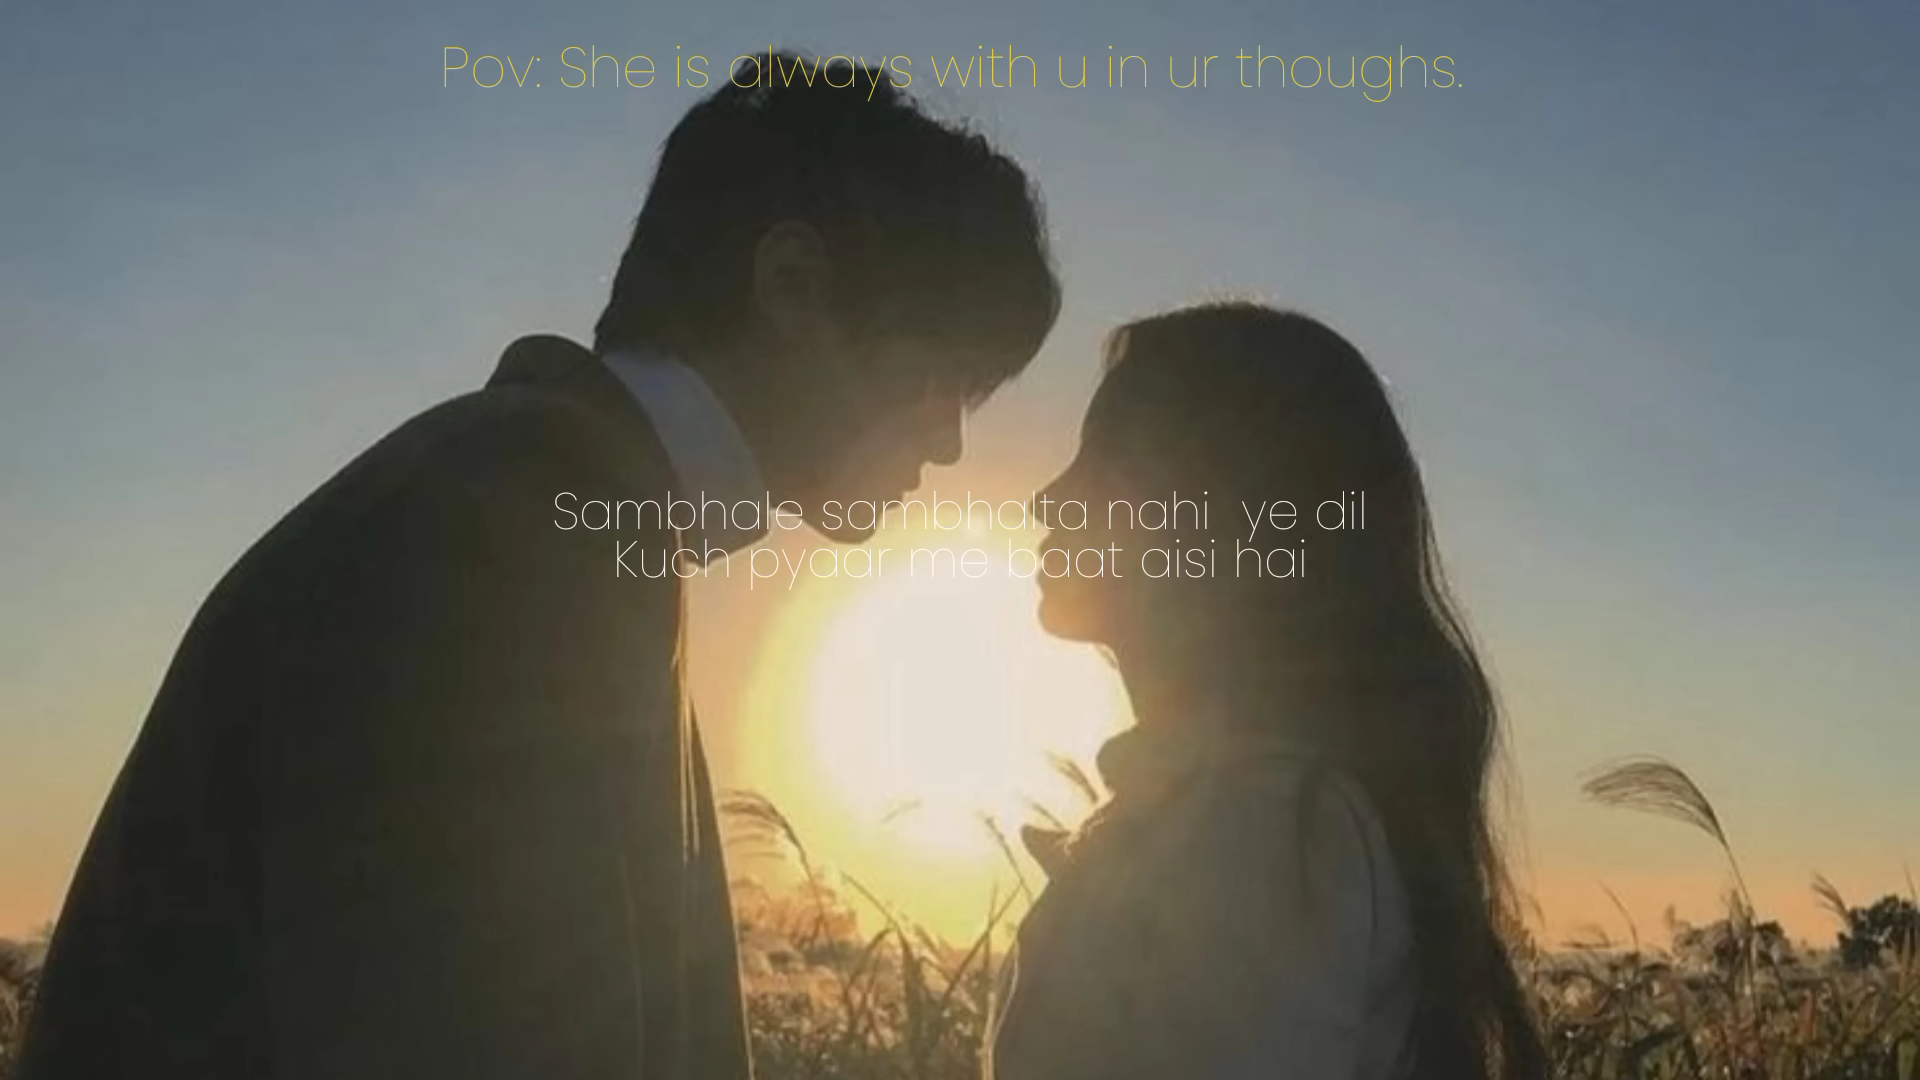 Pov: She is always with u in ur thoughs.
Sambhale sambhalta nahi  ye dil
Kuch pyaar me baat aisi hai